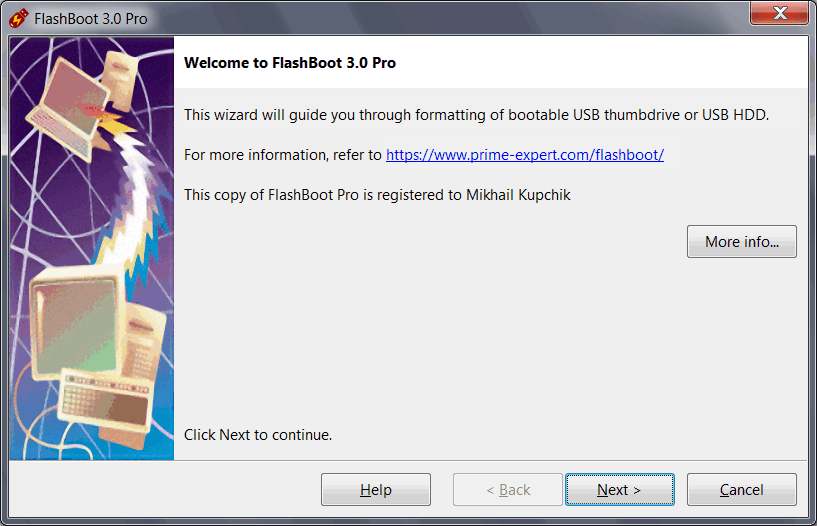 FlashBoot 3.0 Pro
Welcome to FlashBoot 3.0 Pro
This wizard will guide you through formatting of bootable USB thumbdrive or USB HDD.
For more information, refer to https://www.prime-expert.com/flashboot/
This copy of FlashBoot Pro is registered to Mikhail Kupchik
More info...
Click Next to continue.
Help
< Back
Next >
Cancel